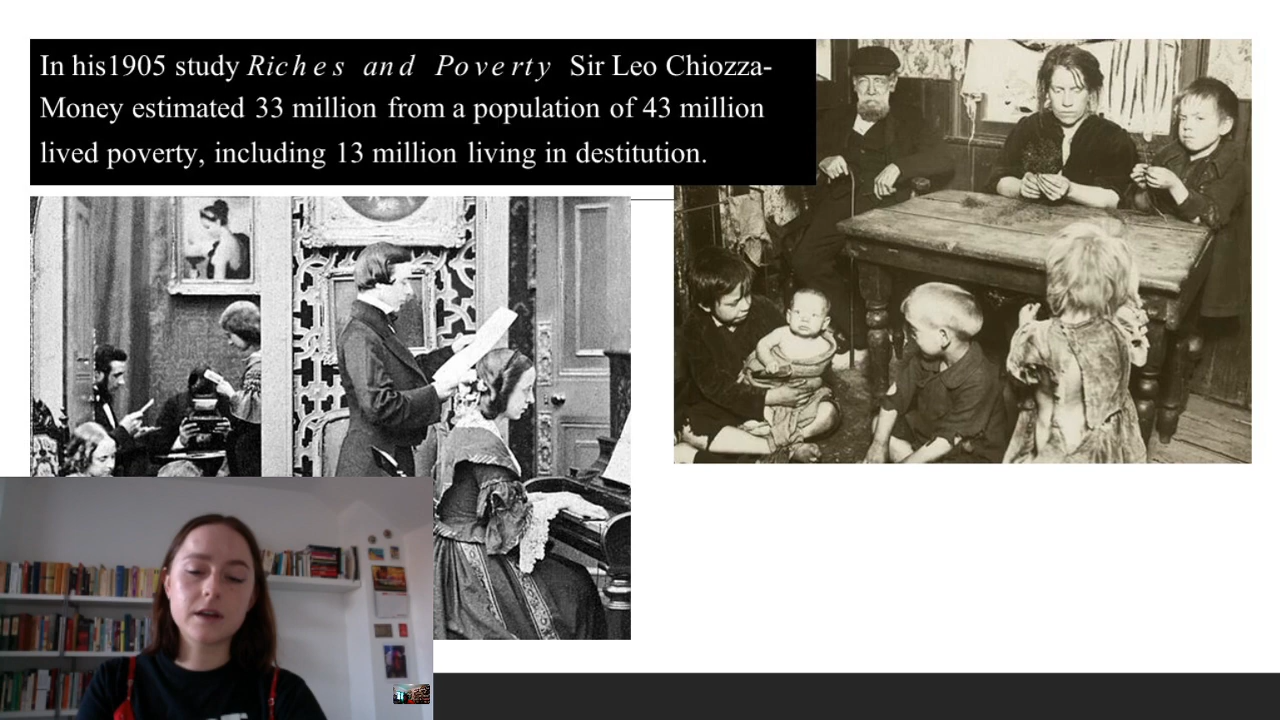 In his1905 study Riches and Poverty Sir Leo Chiozza-
Money estimated 33 million from a population of 43 million
lived poverty, including 13 million living in destitution.